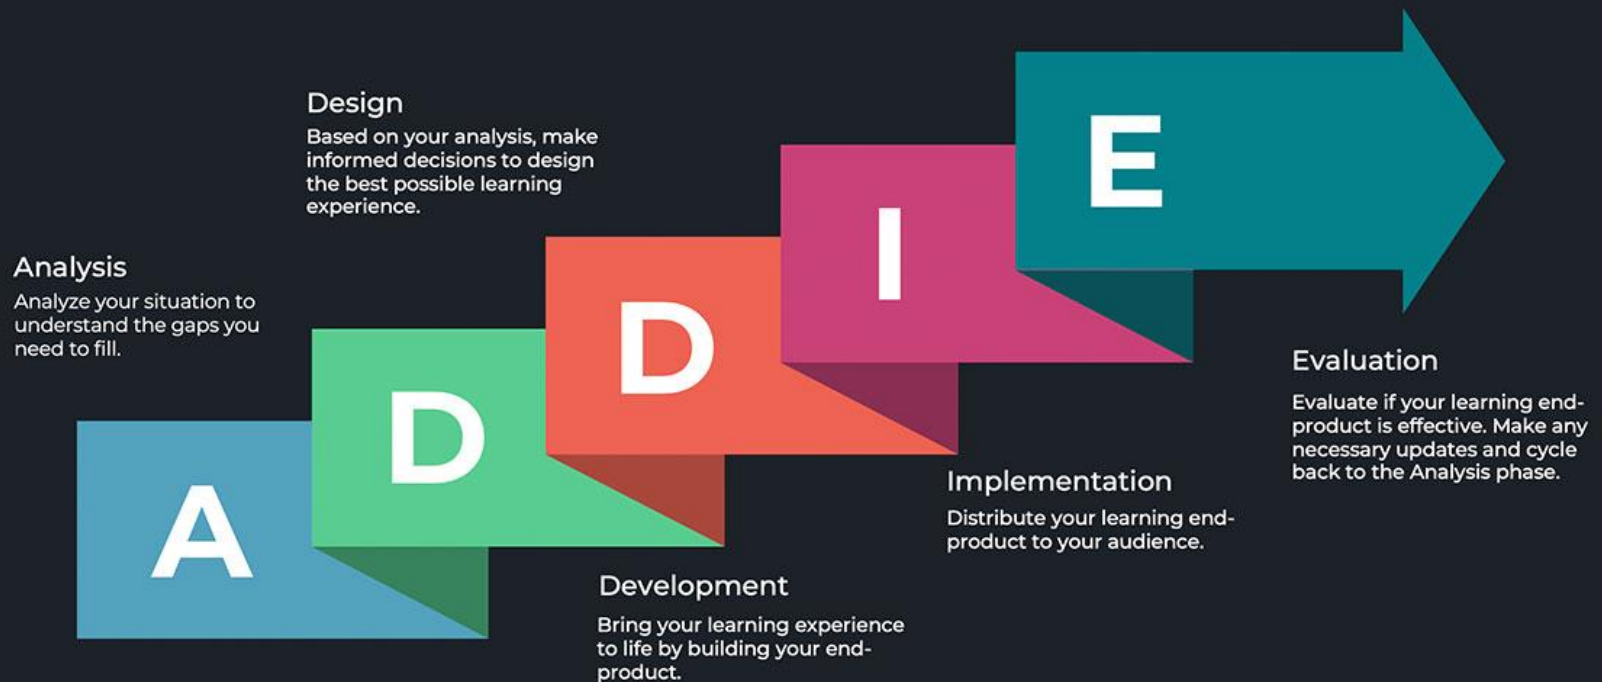 Analysis
Analyze your situation to
understand the gaps you
need to fill.
Design
Based on your analysis, make
informed decisions to design
the best possible learning
experience.
A
D
D
I
E
Development
Bring your learning experience
to life by building your end-
product.
Implementation
Distribute your learning end-
product to your audience.
Evaluation
Evaluate if your learning end-
product is effective. Make any
necessary updates and cycle
back to the Analysis phase.